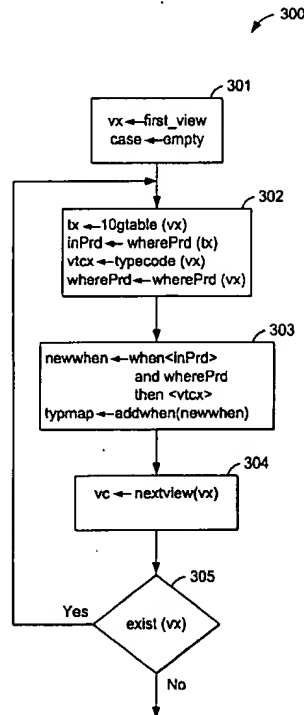 300
301
vx←first_view
case←empty
302
tx←10gtable (vx)
inPrd← wherePrd (tx)
vtcx←typecode (vx)
wherePrd←wherePrd (vx)
303
newwhen←when<inPrd>
and wherePrd
then <vtcx>
typmap←addwhen(newwhen)
304
vc← nextview(vx)
305
Yes
exist (vx)
No